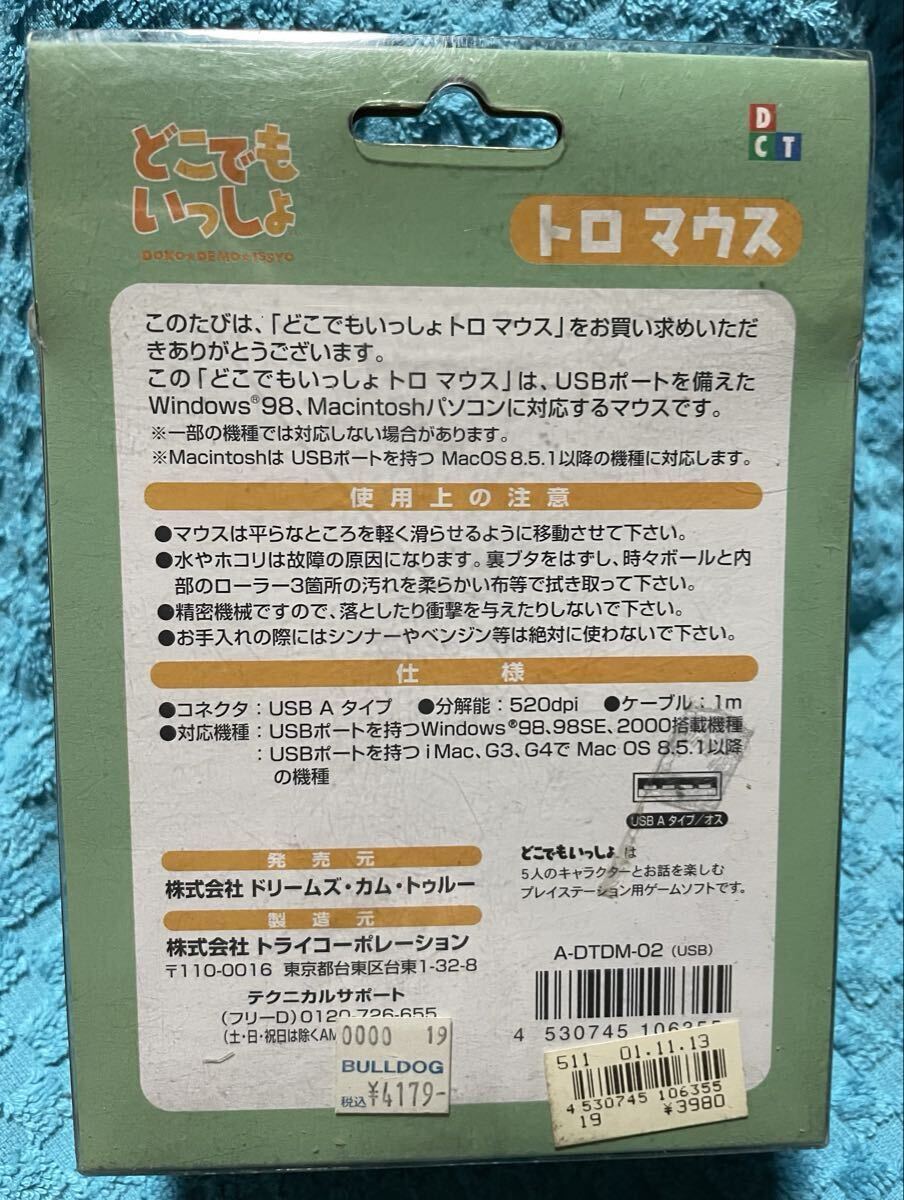 どこでも
いっしょ
DOKO★DEMO★ISSYO
D
C T
トロ マウス
このたびは、「どこでもいっしょトロ マウス」をお買い求めいただ
きありがとうございます。
この「どこでもいっしょ トロ マウス」は、USBポートを備えた
Windows®98、Macintoshパソコンに対応するマウスです。
※一部の機種では対応しない場合があります。
※Macintoshは USBポートを持つ MacOS 8.5.1以降の機種に対応します。
使用上の注意
●マウスは平らなところを軽く滑らせるように移動させて下さい。
●水やホコリは故障の原因になります。裏ブタをはずし、時々ボールと内
部のローラー3箇所の汚れを柔らかい布等で拭き取って下さい。
●精密機械ですので、落としたり衝撃を与えたりしないで下さい。
●お手入れの際にはシンナーやベンジン等は絶対に使わないで下さい。
仕様
●コネクタ：USB A タイプ ●分解能：520dpi ●ケーブル：1m
●対応機種：USBポートを持つWindows®98、98SE、2000搭載機種
：USBポートを持つ iMac、G3、G4で Mac OS 8.5.1以降
の機種
USB A タイプ/オス
発売元
株式会社 ドリームズ・カム・トゥルー
製造元
株式会社 トライコーポレーション
〒110-0016 東京都台東区台東1-32-8
テクニカルサポート
(フリーD)0120-726-655
(土・日・祝日は除くAM
どこでもいっしょ は
5人のキャラクターとお話を楽しむ
プレイステーション用ゲームソフトです。
A-DTDM-02 (USB)
4 530745 106355
0000 19
BULLDOG
税込 ¥4179-
511 01.11.13
4 530745 106355
19 ¥3980